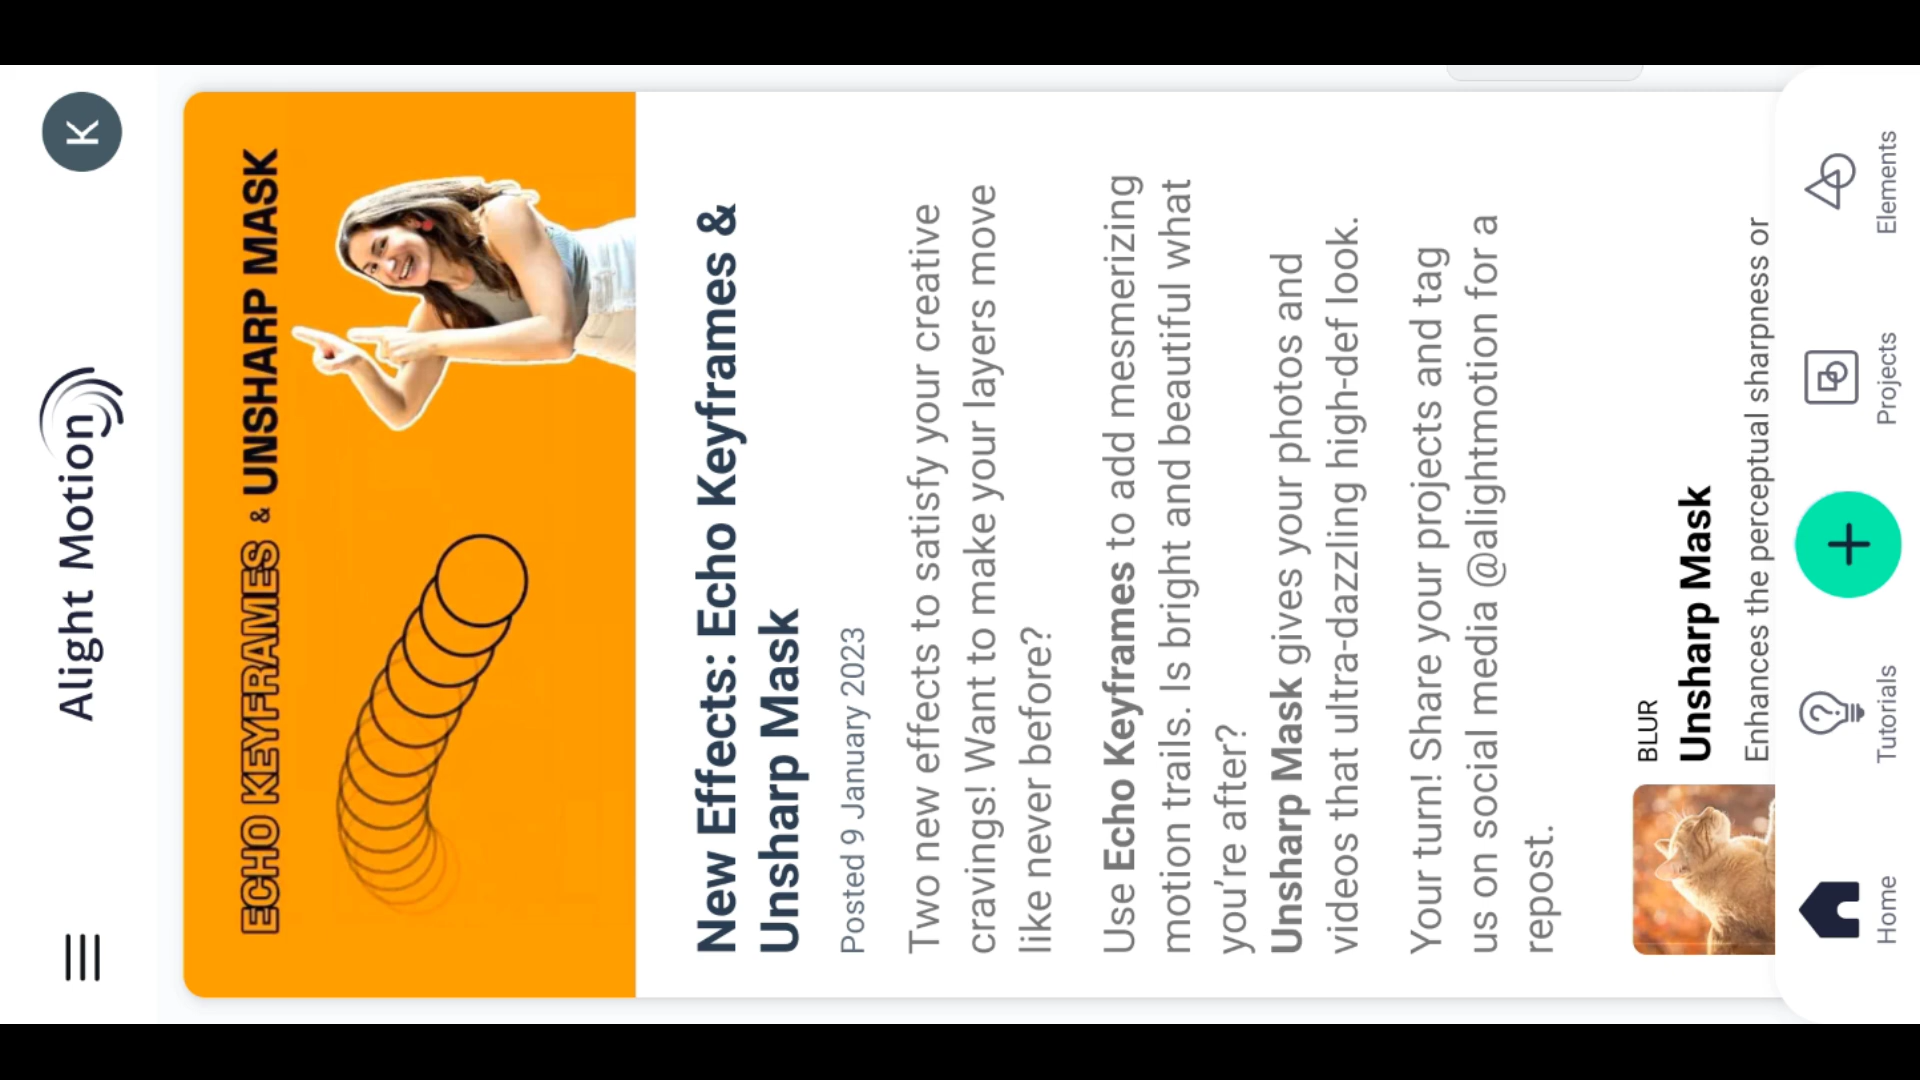 Alight Motion
K
ECHO KEYFRAMES & UNSHARP MASK
New Effects: Echo Keyframes &
Unsharp Mask
Posted 9 January 2023
Two new effects to satisfy your creative
cravings! Want to make your layers move
like never before?
Use Echo Keyframes to add mesmerizing
motion trails. Is bright and beautiful what
you're after?
Unsharp Mask gives your photos and
videos that ultra-dazzling high-def look.
Your turn! Share your projects and tag
us on social media @alightmotion for a
repost.
BLUR
Unsharp Mask
Enhances the perceptual sharpness or
Home
Tutorials
Projects
Elements